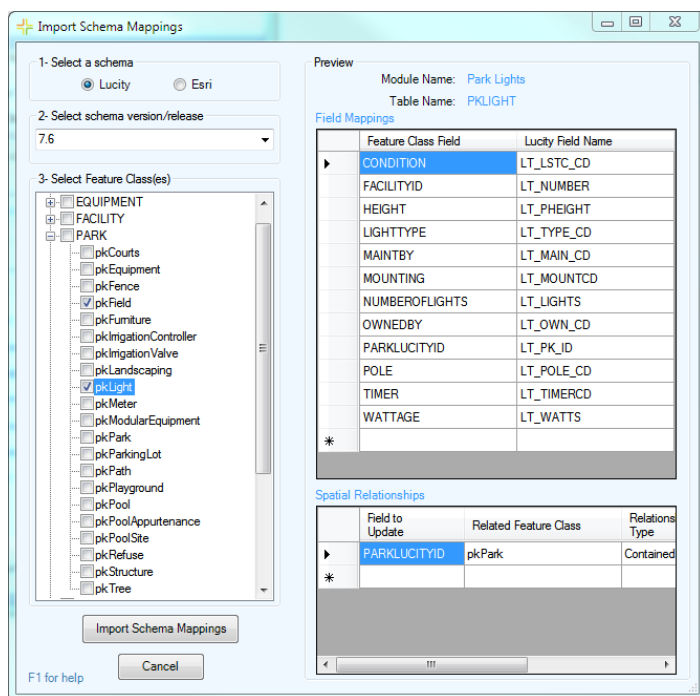 Import Schema Mappings
1- Select a schema
Lucity Esri
2- Select schema version/release
7.6
3- Select Feature Class(es)
EQUIPMENT
FACILITY
PARK
pkCourts
pkEquipment
pkFence
pkField
pkFurniture
pkIrrigationController
pkIrrigationValve
pkLandscaping
pkLight
pkMeter
pkModularEquipment
pkPark
pkParkingLot
pkPath
pkPlayground
pkPool
pkPoolAppurtenance
pkPoolSite
pkRefuse
pkStructure
pkTree
Import Schema Mappings
Cancel
F1 for help
Preview
Module Name: Park Lights
Table Name: PKLIGHT
Field Mappings
Feature Class Field Lucity Field Name
CONDITION LT_LSTC_CD
FACILITYID LT_NUMBER
HEIGHT LT_PHEIGHT
LIGHTTYPE LT_TYPE_CD
MAINTBY LT_MAIN_CD
MOUNTING LT_MOUNTCD
NUMBEROFLIGHTS LT_LIGHTS
OWNEDBY LT_OWN_CD
PARKLUCITYID LT_PK_ID
POLE LT_POLE_CD
TIMER LT_TIMERCD
WATTAGE LT_WATTS
Spatial Relationships
Field to Update Related Feature Class Relations Type
PARKLUCITYID pkPark Contained